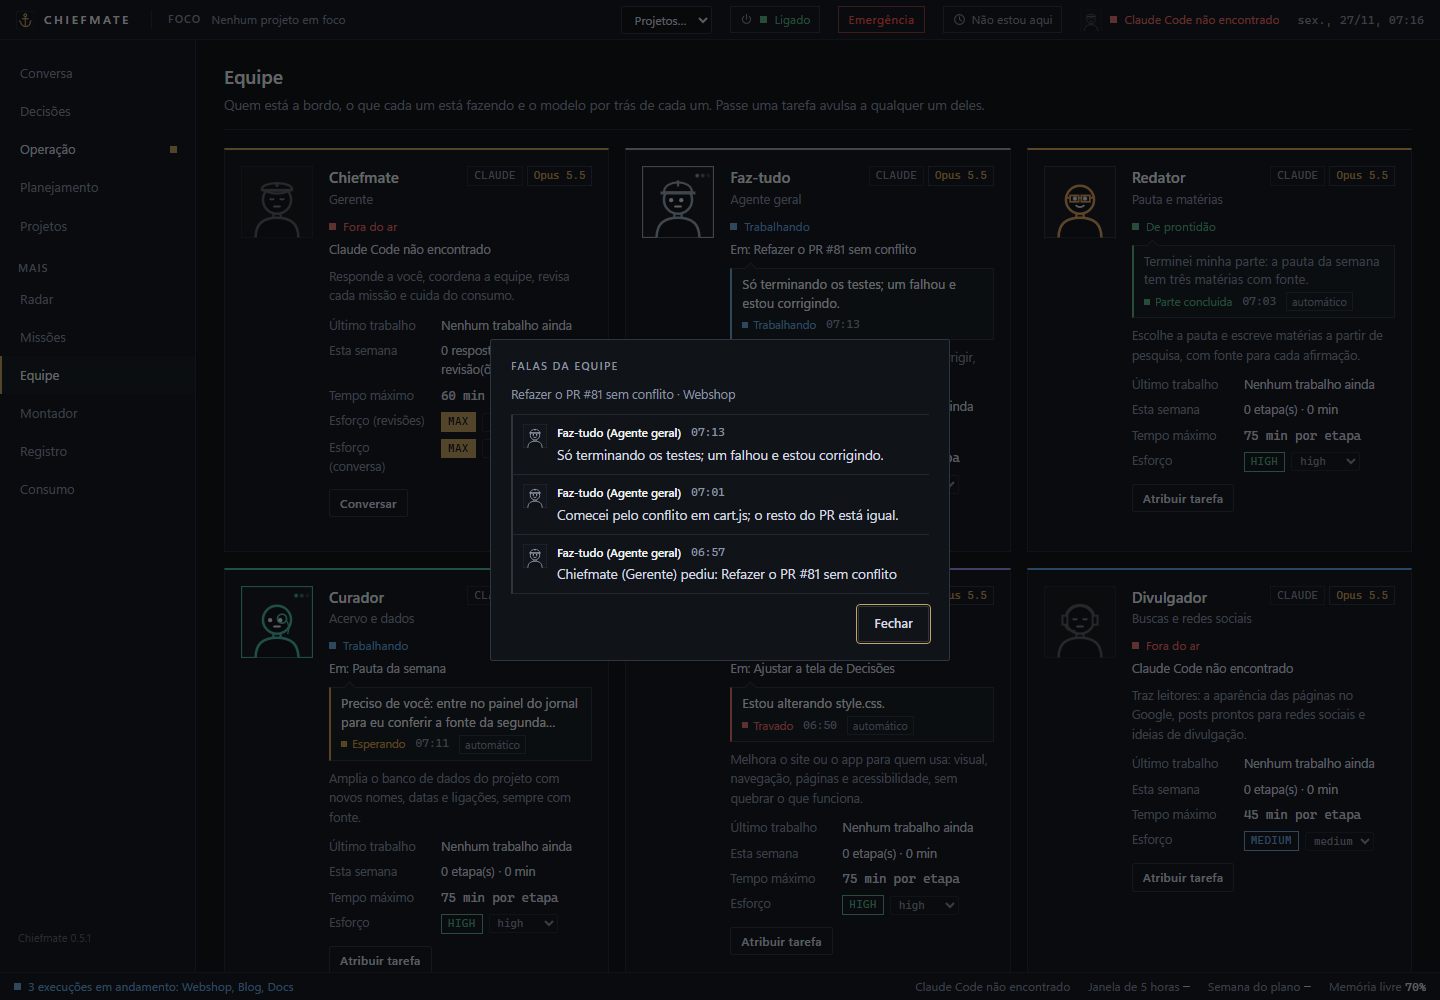 CHIEFMATE
FOCO Nenhum projeto em foco
Projetos...
Ligado
Emergência
Não estou aqui
Claude Code não encontrado
sex., 27/11, 07:16
Conversa
Decisões
Operação
Planejamento
Projetos
MAIS
Radar
Missões
Equipe
Montador
Registro
Consumo
Chiefmate 0.5.1
Equipe
Quem está a bordo, o que cada um está fazendo e o modelo por trás de cada um. Passe uma tarefa avulsa a qualquer um deles.
Chiefmate
CLAUDE Opus 5.5
Gerente
Fora do ar
Claude Code não encontrado
Responde a você, coordena a equipe, revisa
cada missão e cuida do consumo.
Último trabalho Nenhum trabalho ainda
Esta semana 0 respost
revisão(õ
Tempo máximo 60 min
Esforço (revisões) MAX
Esforço
(conversa)
MAX
Conversar
Faz-tudo
CLAUDE Opus 5.5
Agente geral
Trabalhando
Em: Refazer o PR #81 sem conflito
Só terminando os testes; um falhou e
estou corrigindo.
Trabalhando 07:13
rigir,
inda
pa
Redator
CLAUDE Opus 5.5
Pauta e matérias
De prontidão
Terminei minha parte: a pauta da semana
tem três matérias com fonte.
Parte concluída 07:03 automático
Escolhe a pauta e escreve matérias a partir de
pesquisa, com fonte para cada afirmação.
Último trabalho Nenhum trabalho ainda
Esta semana 0 etapa(s) · 0 min
Tempo máximo 75 min por etapa
Esforço HIGH high
Atribuir tarefa
FALAS DA EQUIPE
Refazer o PR #81 sem conflito · Webshop
Faz-tudo (Agente geral) 07:13
Só terminando os testes; um falhou e estou corrigindo.
Faz-tudo (Agente geral) 07:01
Comecei pelo conflito em cart.js; o resto do PR está igual.
Faz-tudo (Agente geral) 06:57
Chiefmate (Gerente) pediu: Refazer o PR #81 sem conflito
Fechar
Curador
CL
Acervo e dados
Trabalhando
Em: Pauta da semana
Preciso de você: entre no painel do jornal
para eu conferir a fonte da segunda...
Esperando 07:11 automático
Amplia o banco de dados do projeto com
novos nomes, datas e ligações, sempre com
fonte.
Último trabalho Nenhum trabalho ainda
Esta semana 0 etapa(s) · 0 min
Tempo máximo 75 min por etapa
Esforço HIGH high
Atribuir tarefa
us 5.5
Em: Ajustar a tela de Decisões
Estou alterando style.css.
Travado 06:50 automático
Melhora o site ou o app para quem usa: visual,
navegação, páginas e acessibilidade, sem
quebrar o que funciona.
Último trabalho Nenhum trabalho ainda
Esta semana 0 etapa(s) · 0 min
Tempo máximo 75 min por etapa
Esforço HIGH high
Atribuir tarefa
Divulgador
CLAUDE Opus 5.5
Buscas e redes sociais
Fora do ar
Claude Code não encontrado
Traz leitores: a aparência das páginas no
Google, posts prontos para redes sociais e
ideias de divulgação.
Último trabalho Nenhum trabalho ainda
Esta semana 0 etapa(s) · 0 min
Tempo máximo 45 min por etapa
Esforço MEDIUM medium
Atribuir tarefa
3 execuções em andamento: Webshop, Blog, Docs
Claude Code não encontrado
Janela de 5 horas —
Semana do plano —
Memória livre 70%